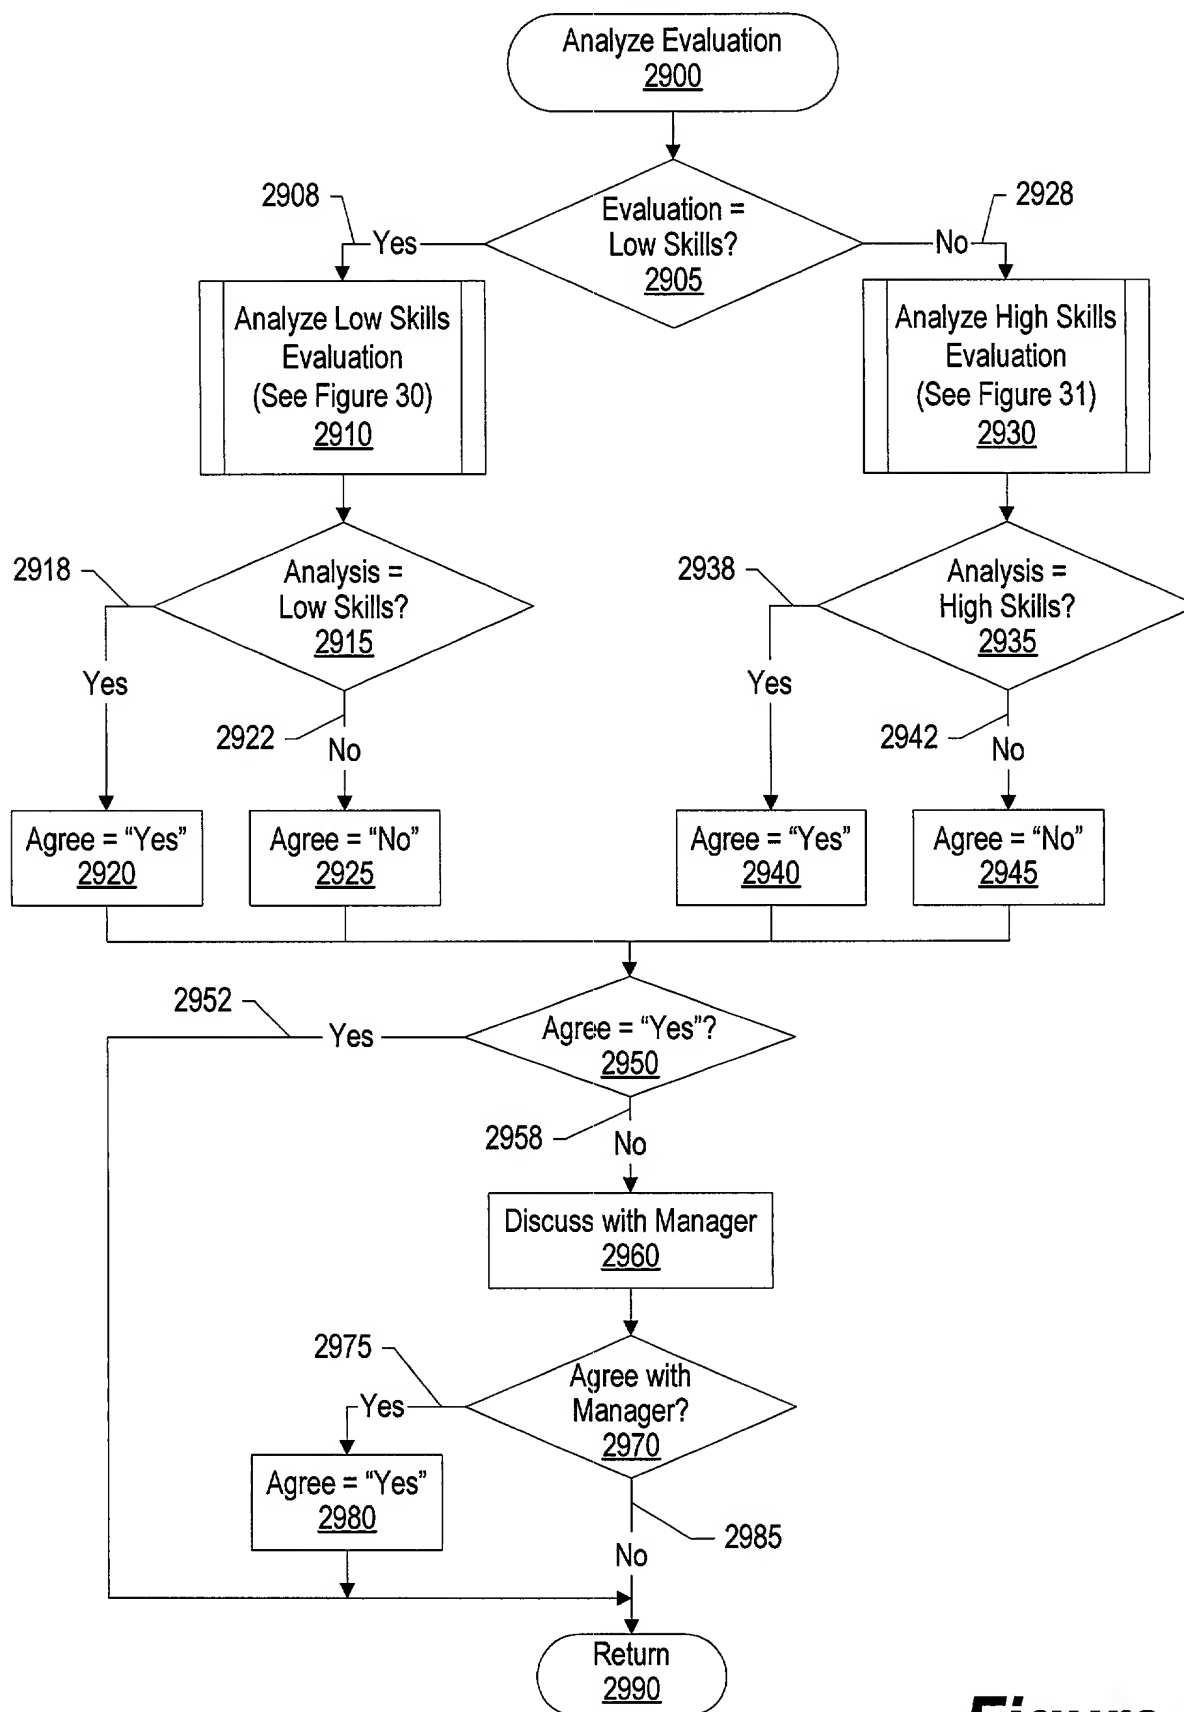 Analyze Evaluation
2900
2908
2928
Evaluation =
Low Skills?
2905
Yes
No
Analyze Low Skills
Evaluation
(See Figure 30)
2910
Analyze High Skills
Evaluation
(See Figure 31)
2930
2918
Analysis =
Low Skills?
2915
2938
Analysis =
High Skills?
2935
Yes
2922
No
Yes
2942
No
Agree = “Yes”
2920
Agree = “No”
2925
Agree = “Yes”
2940
Agree = “No”
2945
2952
Yes
Agree = “Yes”?
2950
2958
No
Discuss with Manager
2960
2975
Yes
Agree with
Manager?
2970
Agree = “Yes”
2980
2985
No
Return
2990